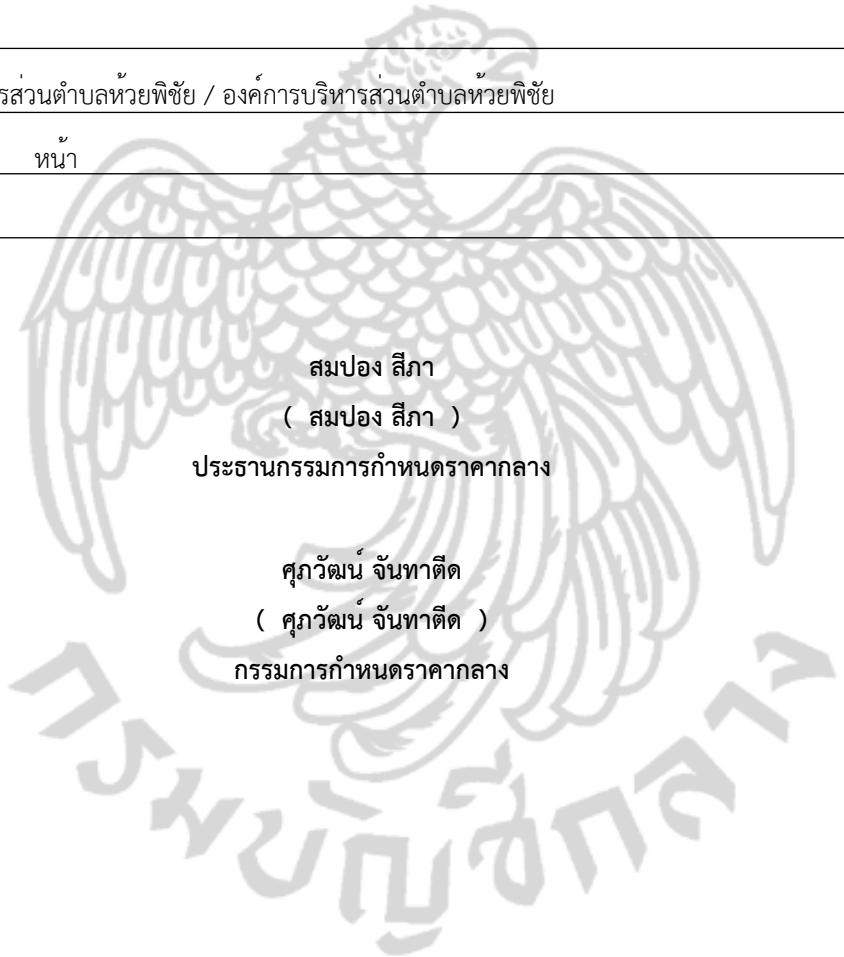 รส่วนตำบลห้วยพิชัย / องค์การบริหารส่วนตำบลห้วยพิชัย
หน้า
สมปอง สีภา
( สมปอง สีภา )
ประธานกรรมการกำหนดราคากลาง
ศุภวัฒน์ จันทาตีด
( ศุภวัฒน์ จันทาตีด )
กรรมการกำหนดราคากลาง
กรมบัญชีกลาง